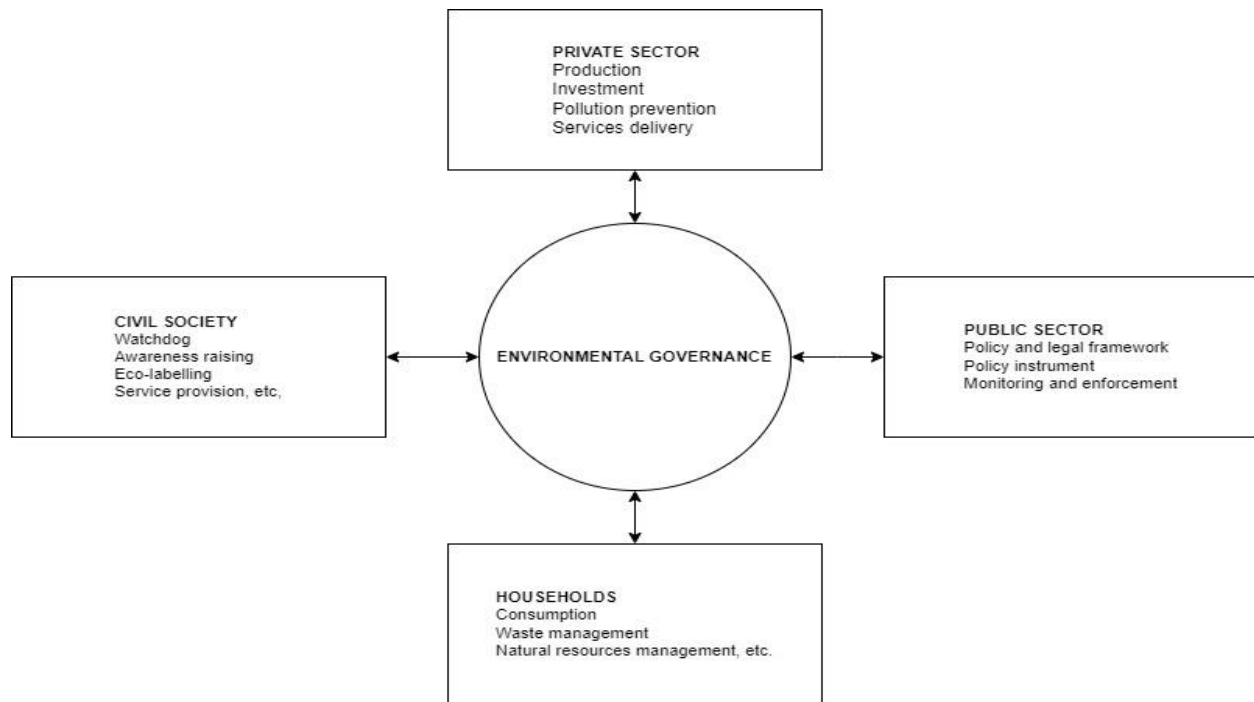 PRIVATE SECTOR
Production
Investment
Pollution prevention
Services delivery
CIVIL SOCIETY
Watchdog
Awareness raising
Eco-labelling
Service provision, etc,
ENVIRONMENTAL GOVERNANCE
PUBLIC SECTOR
Policy and legal framework
Policy instrument
Monitoring and enforcement
HOUSEHOLDS
Consumption
Waste management
Natural resources management, etc.